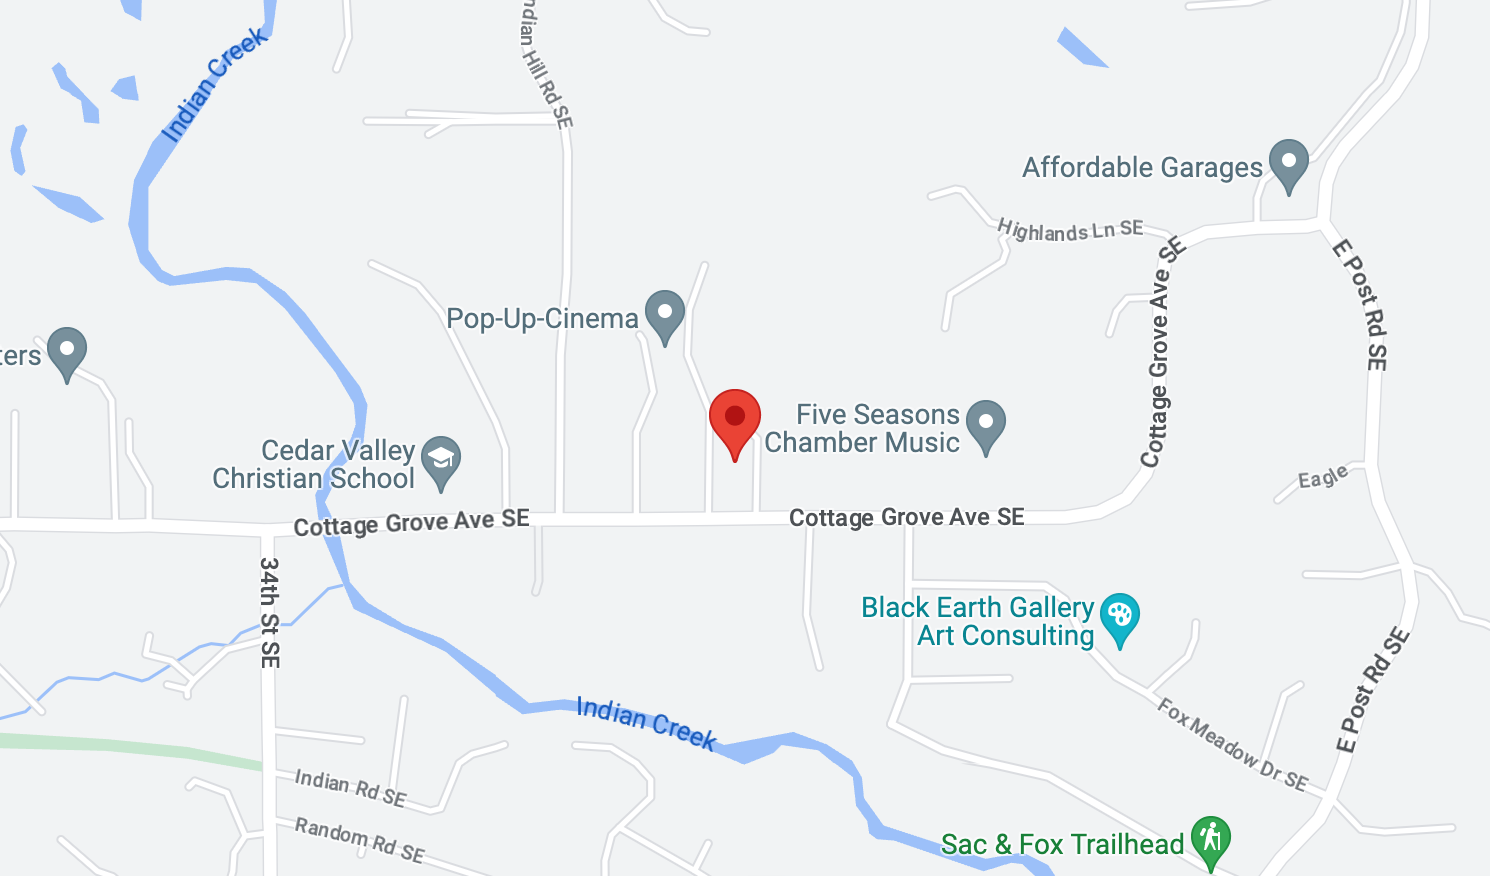 Indian Creek
ndian Hill Rd SE
Affordable Garages
Highlands Ln SE
Cottage Grove Ave SE
E Post Rd SE
Pop-Up-Cinema
ters
Five Seasons
Chamber Music
Cedar Valley
Christian School
Eagle
Cottage Grove Ave SE
Cottage Grove Ave SE
34th St SE
Black Earth Gallery
Art Consulting
E Post Rd SE
Indian Creek
Fox Meadow Dr SE
Indian Rd SE
Random Rd SE
Sac & Fox Trailhead